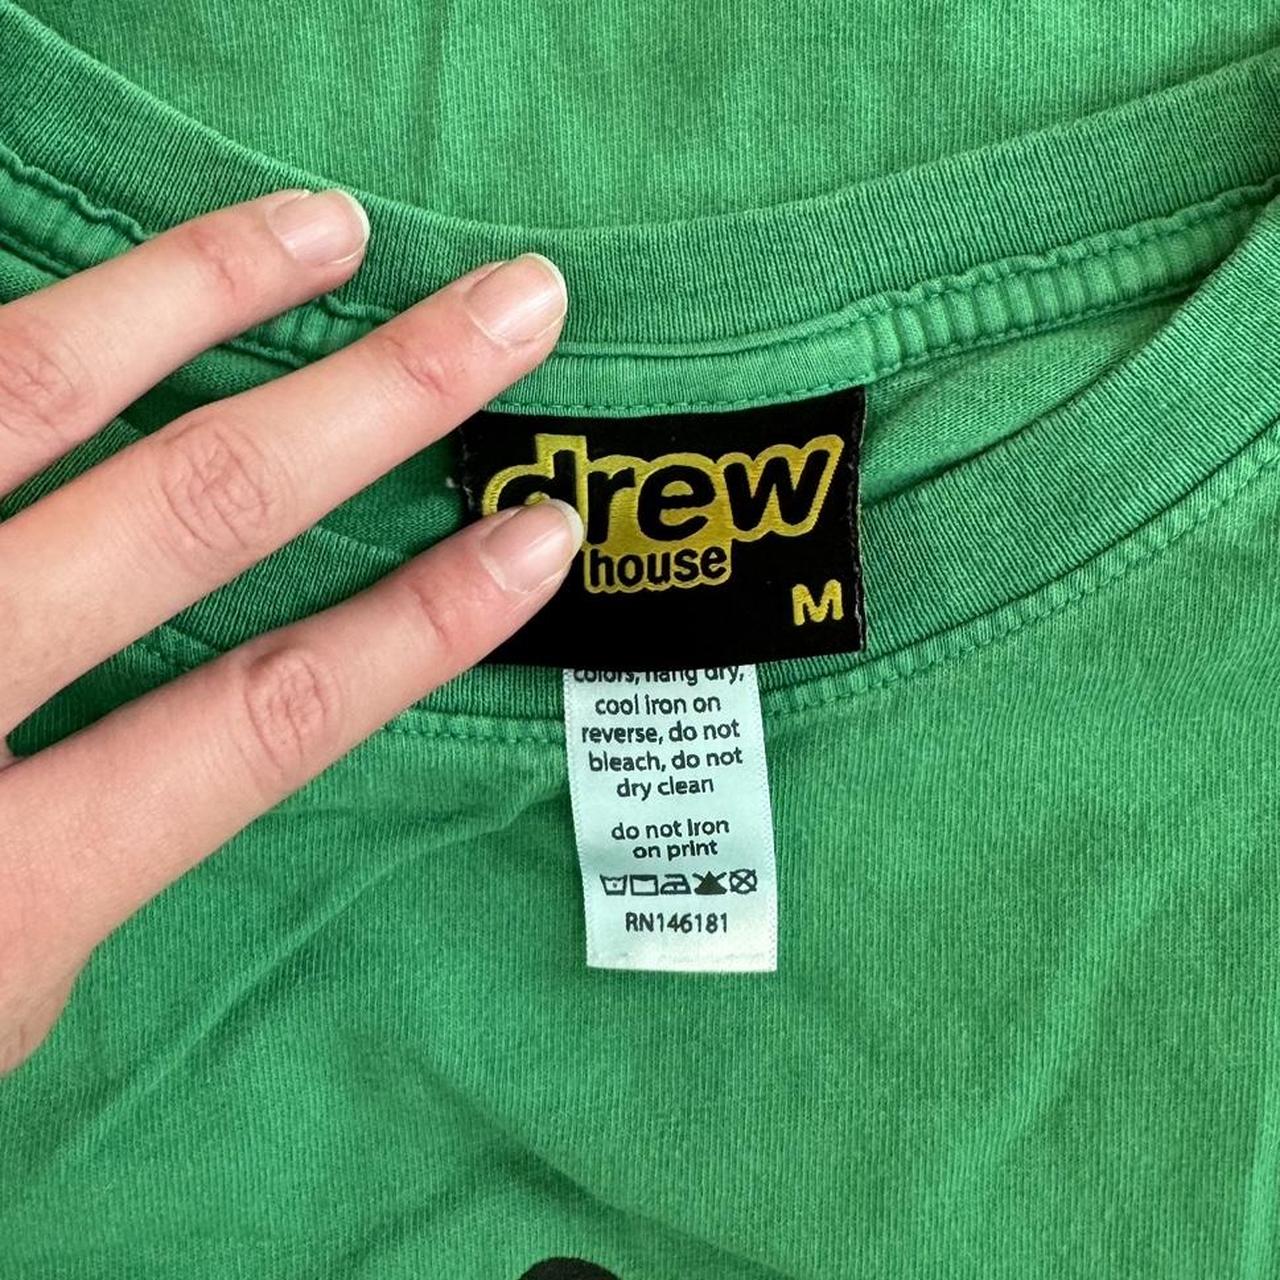 drew
house
M
colors, hang dry,
cool iron on
reverse, do not
bleach, do not
dry clean
do not iron
on print
RN146181